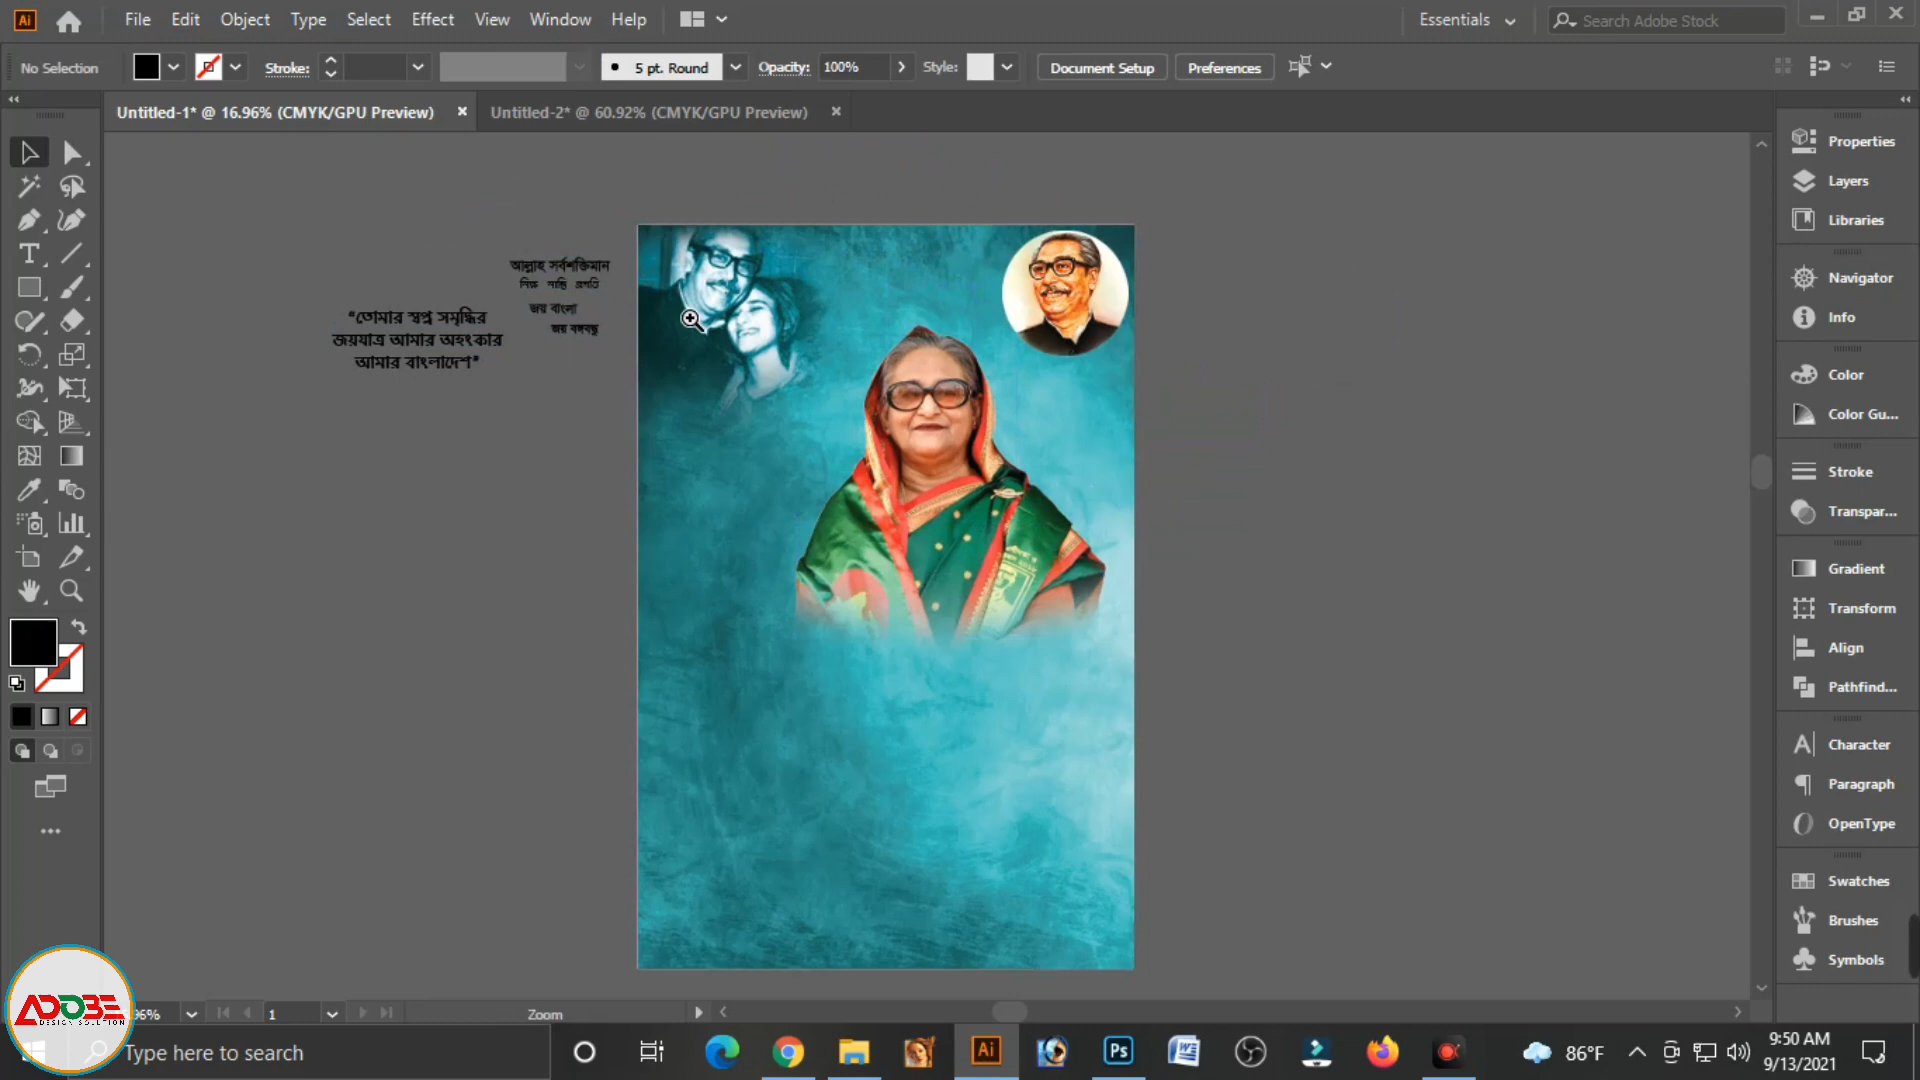 File Edit Object Type Select Effect View Window Help
Essentials
Search Adobe Stock
No Selection
Stroke:
5 pt. Round
Opacity:
100%
Style:
Document Setup
Preferences
Untitled-1* @ 16.96% (CMYK/GPU Preview)
Untitled-2* @ 60.92% (CMYK/GPU Preview)
Properties
Layers
Libraries
Navigator
Info
Color
Color Gu...
Stroke
Transpar...
Gradient
Transform
Align
Pathfind...
Character
Paragraph
OpenType
Swatches
Brushes
Symbols
আল্লাহ সর্বশক্তিমান
জয় বাংলা
জয় বঙ্গবন্ধু
“তোমার স্বপ্ন সমৃদ্ধির
জয়যাত্র আমার অহংকার
আমার বাংলাদেশ”
1
Zoom
ADOBE
DESIGN SOLUTION
Type here to search
86°F
9:50 AM
9/13/2021